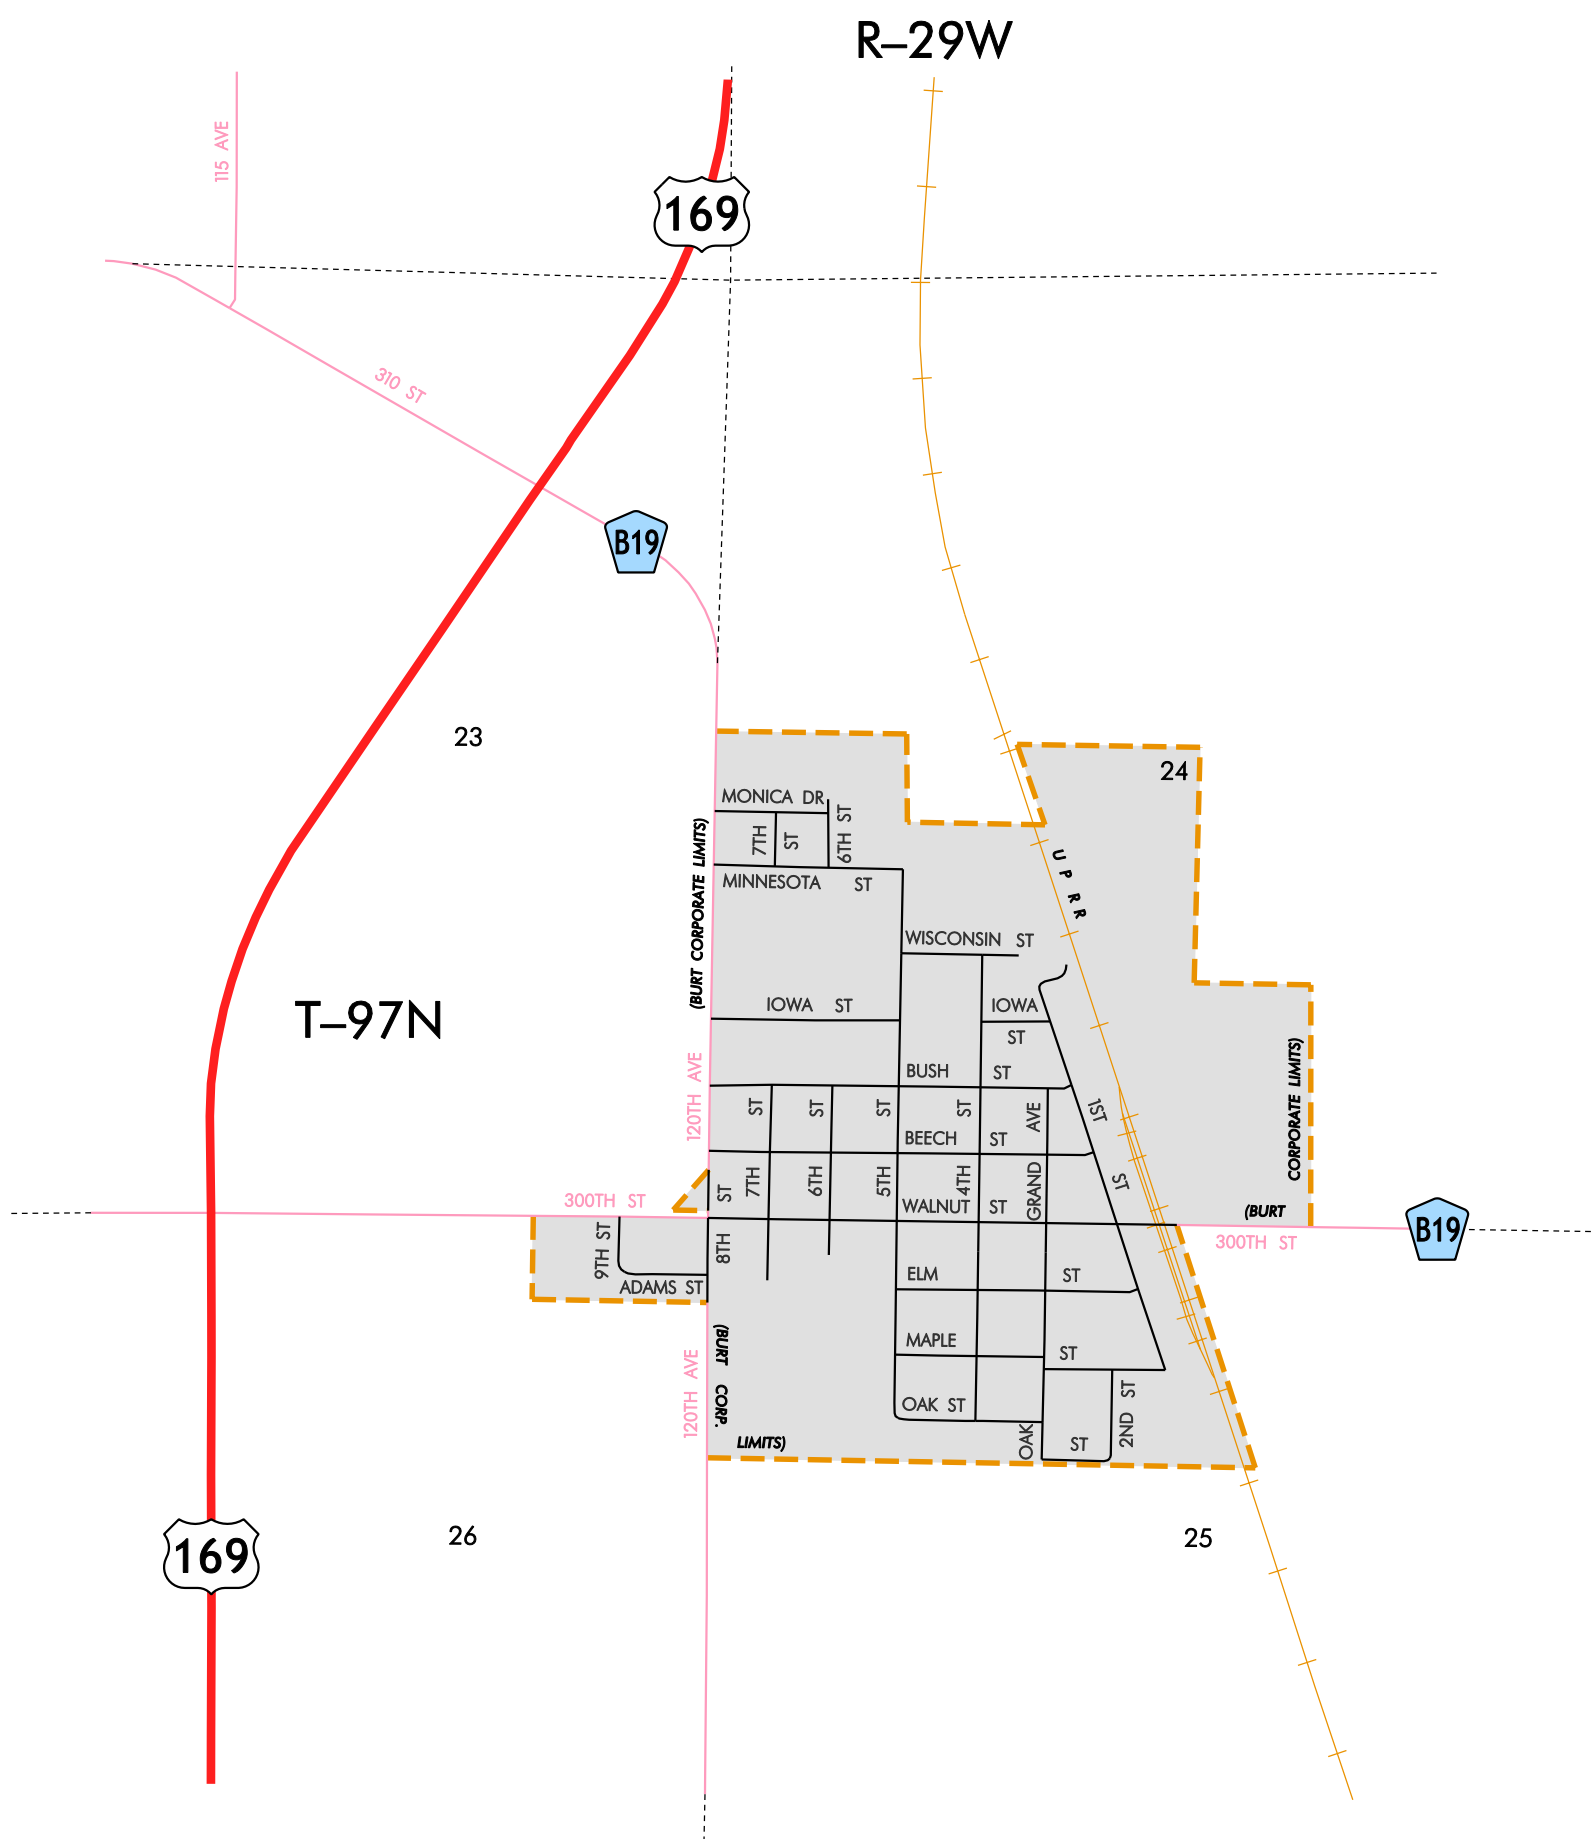 R–29W
115 AVE
169
310 ST
B19
23
24
MONICA DR
7TH ST
6TH ST
MINNESOTA ST
(BURT CORPORATE LIMITS)
U P R R
WISCONSIN ST
T–97N
IOWA ST
IOWA ST
120TH AVE
BUSH ST
CORPORATE LIMITS)
7TH ST
6TH ST
5TH ST
4TH ST
GRAND AVE
1ST ST
BEECH ST
300TH ST
8TH ST
WALNUT ST
(BURT
300TH ST
B19
9TH ST
ADAMS ST
ELM ST
120TH AVE
(BURT CORP.
LIMITS)
MAPLE ST
OAK ST
OAK ST
2ND ST
169
26
25